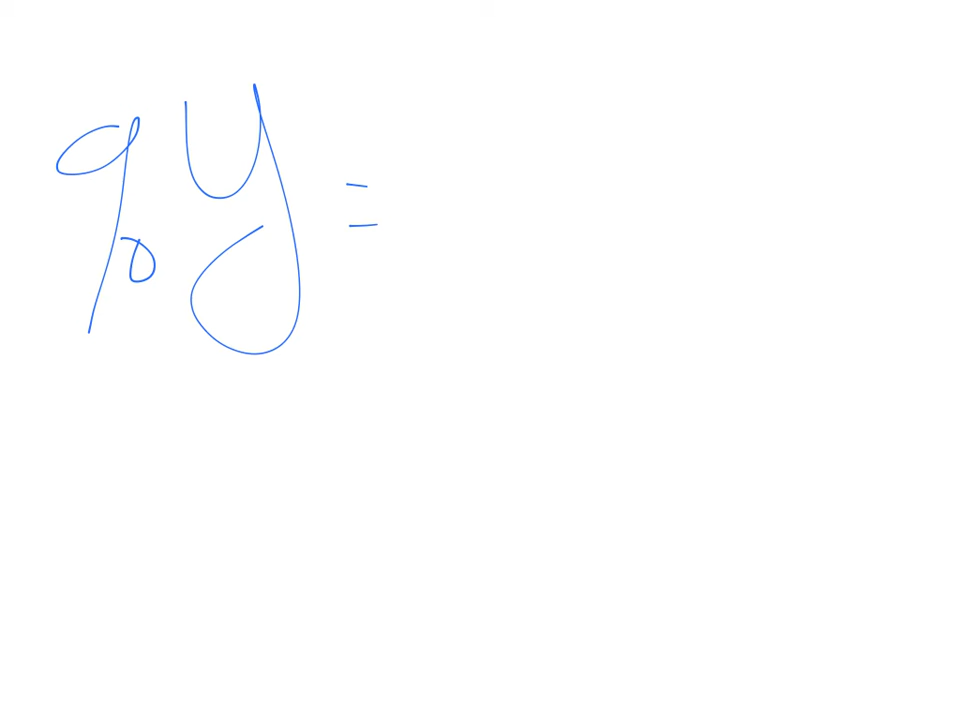 % y =